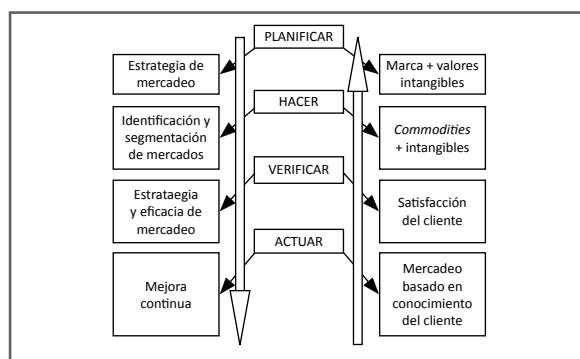 PLANIFICAR
Estrategia de
mercadeo
Marca + valores
intangibles
HACER
Identificación y
segmentación
de mercados
Commodities
+ intangibles
VERIFICAR
Estrataegia
y eficacia de
mercadeo
Satisfacción
del cliente
ACTUAR
Mejora
continua
Mercadeo
basado en
conocimiento
del cliente